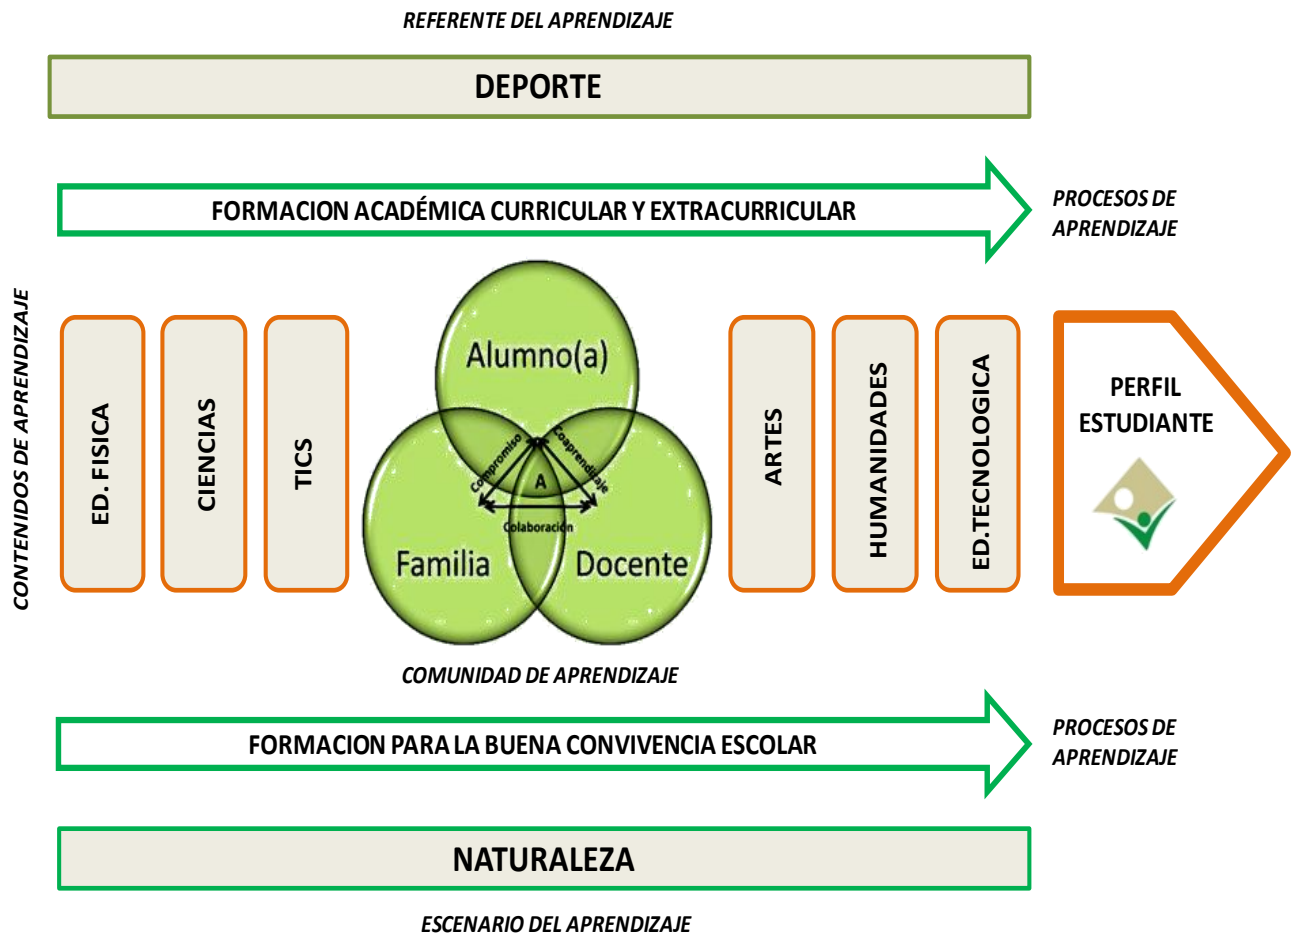 REFERENTE DEL APRENDIZAJE
DEPORTE
FORMACION ACADÉMICA CURRICULAR Y EXTRACURRICULAR
PROCESOS DE
APRENDIZAJE
CONTENIDOS DE APRENDIZAJE
ED. FISICA
CIENCIAS
TICS
Alumno(a)
Compromiso
Coaprendizaje
A
Colaboración
Familia
Docente
ARTES
HUMANIDADES
ED.TECNOLOGICA
PERFIL
ESTUDIANTE
COMUNIDAD DE APRENDIZAJE
FORMACION PARA LA BUENA CONVIVENCIA ESCOLAR
PROCESOS DE
APRENDIZAJE
NATURALEZA
ESCENARIO DEL APRENDIZAJE